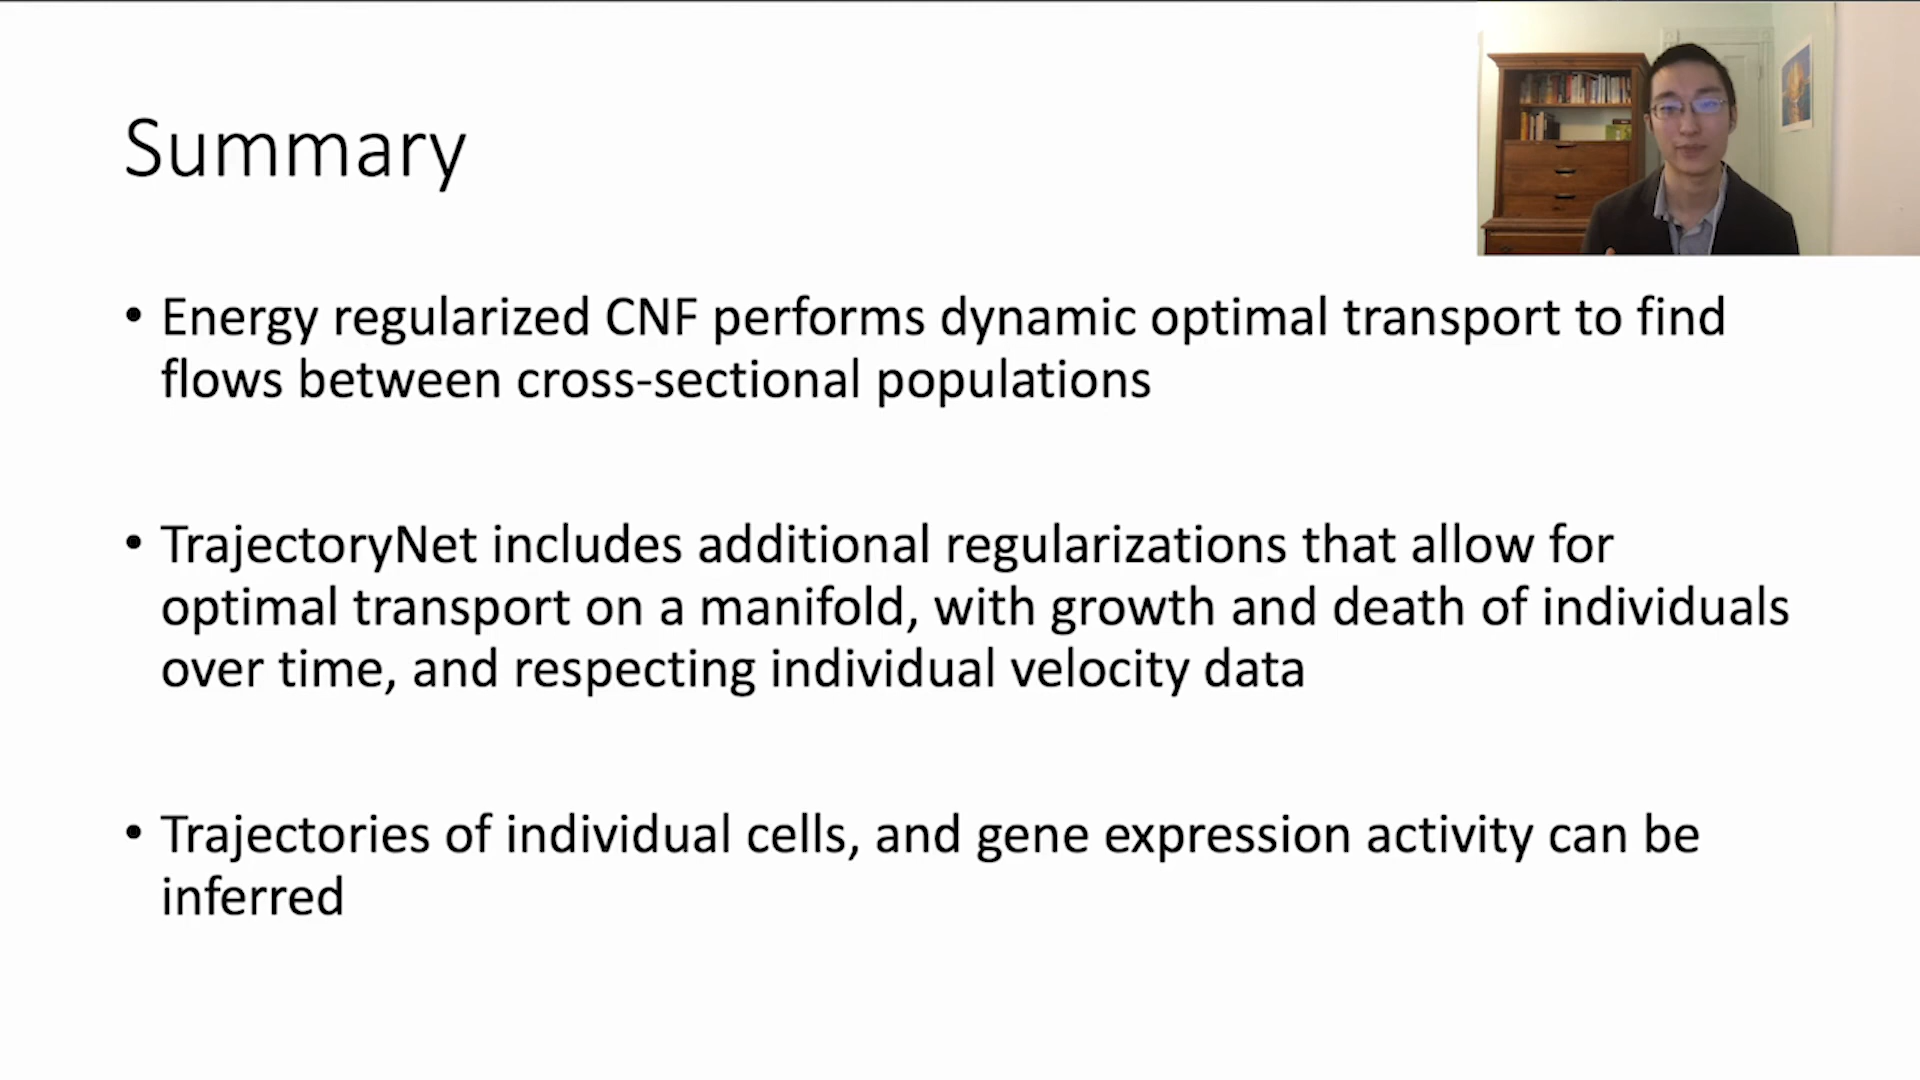 Summary
• Energy regularized CNF performs dynamic optimal transport to find
flows between cross-sectional populations
• TrajectoryNet includes additional regularizations that allow for
optimal transport on a manifold, with growth and death of individuals
over time, and respecting individual velocity data
• Trajectories of individual cells, and gene expression activity can be
inferred